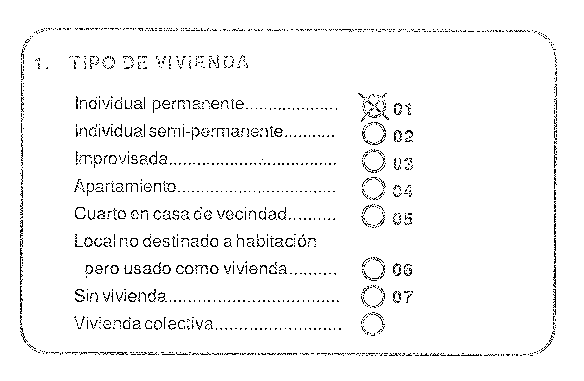 1. TIPO DE VIVIENDA
Individual permanente................... 01
Individual semi-permanente.......... 02
Improvisada................................. 03
Apartamiento................................ 04
Cuarto en casa de vecindad......... 05
Local no destinado a habitación
pero usado como vivienda.......... 06
Sin vivienda.................................. 07
Vivienda colectiva.........................